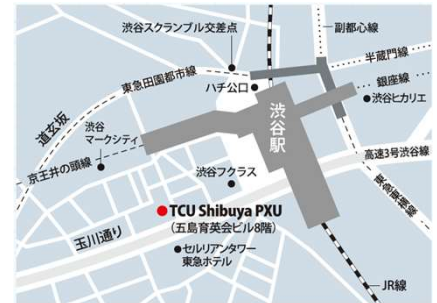 渋谷スクランブル交差点
副都心線
半蔵門線
東急田園都市線
ハチ公口
銀座線
渋谷ヒカリエ
道玄坂
渋谷
マークシティ
渋谷駅
京王井の頭線
渋谷フクラス
高速3号渋谷線
東急東横線
TCU Shibuya PXU
(五島育英会ビル8階)
玉川通り
セルリアンタワー
東急ホテル
JR線